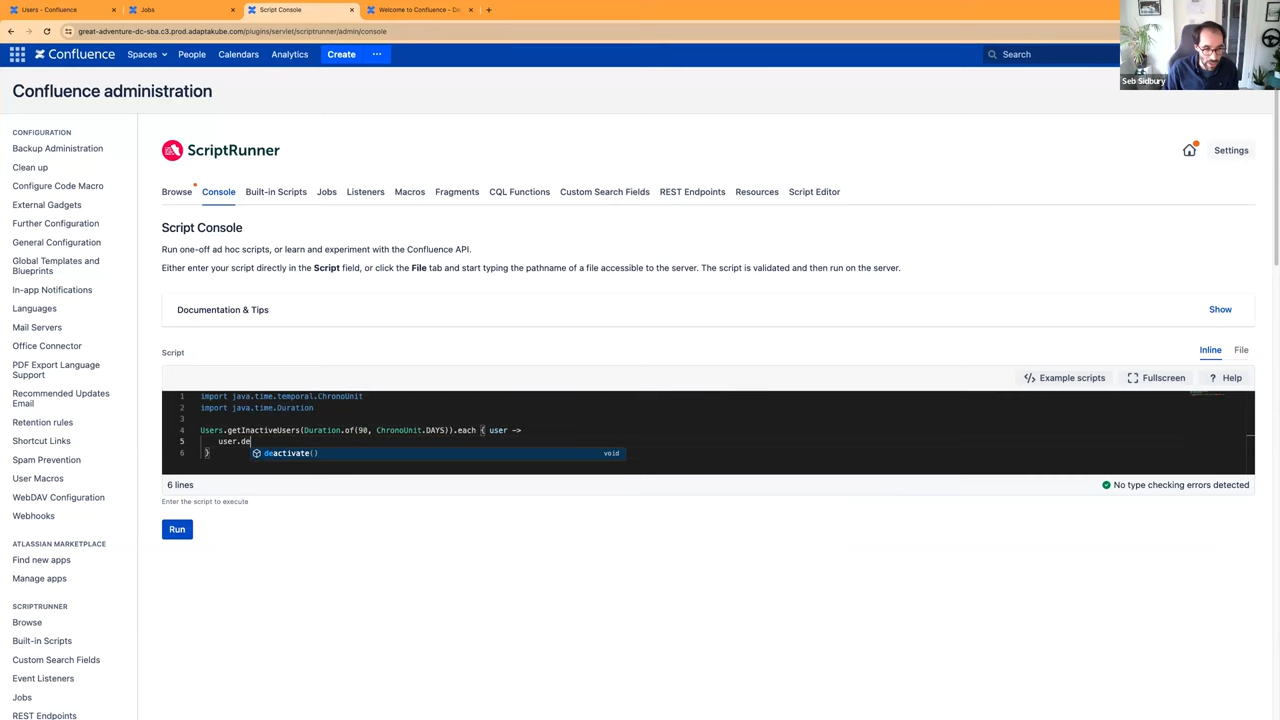 Users - Confluence
Jobs
Script Console
Welcome to Confluence - De
great-adventure-dc-sba.c3.prod.adaptakube.com/plugins/servlet/scriptrunner/admin/console
Confluence Spaces People Calendars Analytics Create Search
Seb Sidbury
Confluence administration
CONFIGURATION
Backup Administration
Clean up
Configure Code Macro
External Gadgets
Further Configuration
General Configuration
Global Templates and
Blueprints
In-app Notifications
Languages
Mail Servers
Office Connector
PDF Export Language
Support
Recommended Updates
Email
Retention rules
Shortcut Links
Spam Prevention
User Macros
WebDAV Configuration
Webhooks
ATLASSIAN MARKETPLACE
Find new apps
Manage apps
SCRIPTRUNNER
Browse
Built-in Scripts
Custom Search Fields
Event Listeners
Jobs
REST Endpoints
ScriptRunner
Settings
Browse Console Built-in Scripts Jobs Listeners Macros Fragments CQL Functions Custom Search Fields REST Endpoints Resources Script Editor
Script Console
Run one-off ad hoc scripts, or learn and experiment with the Confluence API.
Either enter your script directly in the Script field, or click the File tab and start typing the pathname of a file accessible to the server. The script is validated and then run on the server.
Documentation & Tips
Show
Script
Inline File
Example scripts Fullscreen ? Help
1 import java.time.temporal.ChronoUnit
2 import java.time.Duration
3
4 Users.getInactiveUsers(Duration.of(90, ChronoUnit.DAYS)).each { user ->
5 user.de
deactivate() void
6 }
6 lines
No type checking errors detected
Enter the script to execute
Run